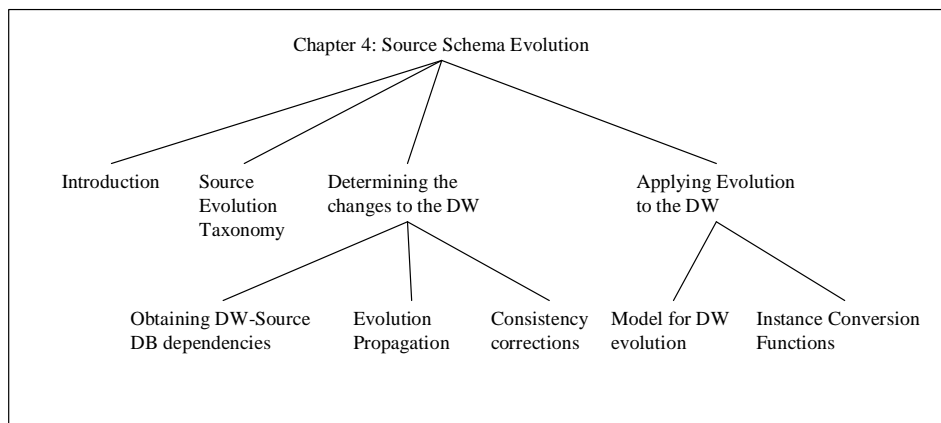 Chapter 4: Source Schema Evolution
Introduction
Source
Evolution
Taxonomy
Determining the
changes to the DW
Applying Evolution
to the DW
Obtaining DW-Source
DB dependencies
Evolution
Propagation
Consistency
corrections
Model for DW
evolution
Instance Conversion
Functions